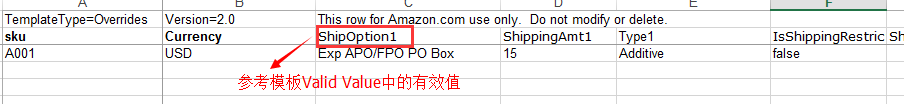 A B C D E F
TemplateType=Overrides Version=2.0 This row for Amazon.com use only. Do not modify or delete.
sku Currency ShipOption1 ShippingAmt1 Type1 IsShippingRestric Sh
A001 USD Exp APO/FPO PO Box 15 Additive false
参考模板Valid Value中的有效值